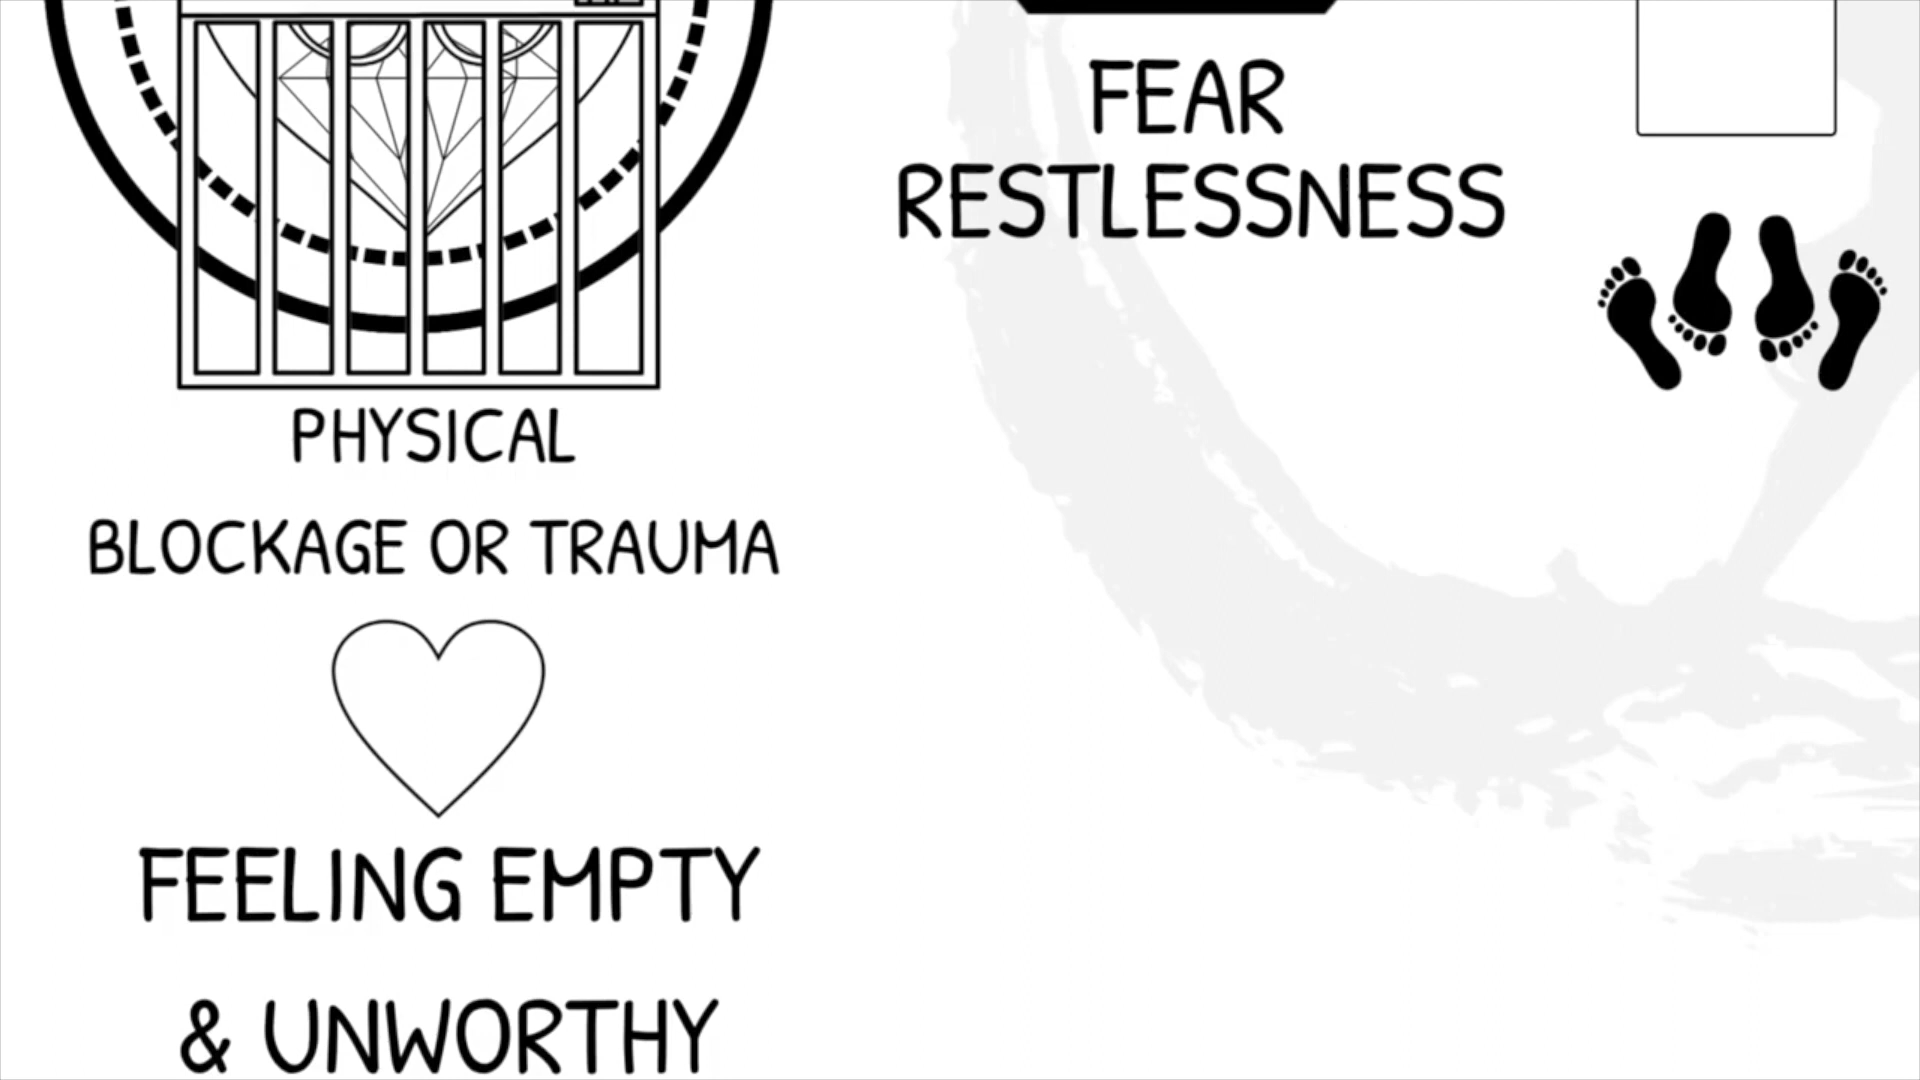 FEAR
RESTLESSNESS
PHYSICAL
BLOCKAGE OR TRAUMA
FEELING EMPTY
& UNWORTHY